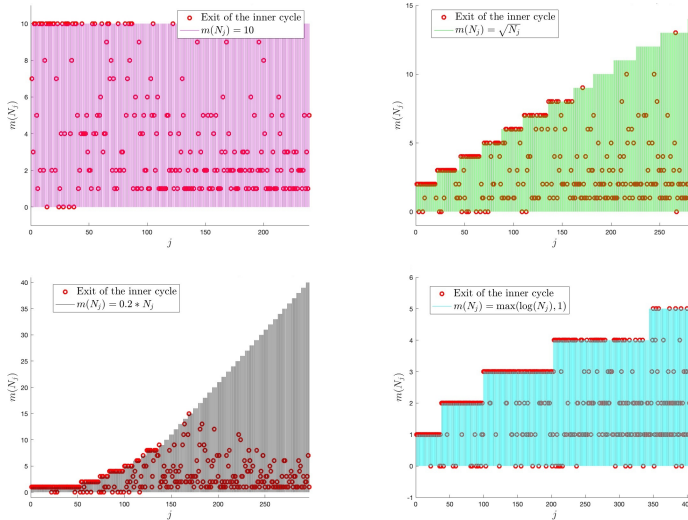 Exit of the inner cycle
m(N_j) = 10
10
8
6
4
2
0
m(N_j)
0 50 100 150 200
j
15
Exit of the inner cycle
m(N_j) = √N_j
10
5
0
m(N_j)
0 50 100 150 200 250
j
40
Exit of the inner cycle
m(N_j) = 0.2 * N_j
35
30
25
20
15
10
5
0
m(N_j)
0 50 100 150 200 250
j
6
Exit of the inner cycle
m(N_j) = max(log(N_j), 1)
5
4
3
2
1
0
-1
m(N_j)
0 50 100 150 200 250 300 350 400
j